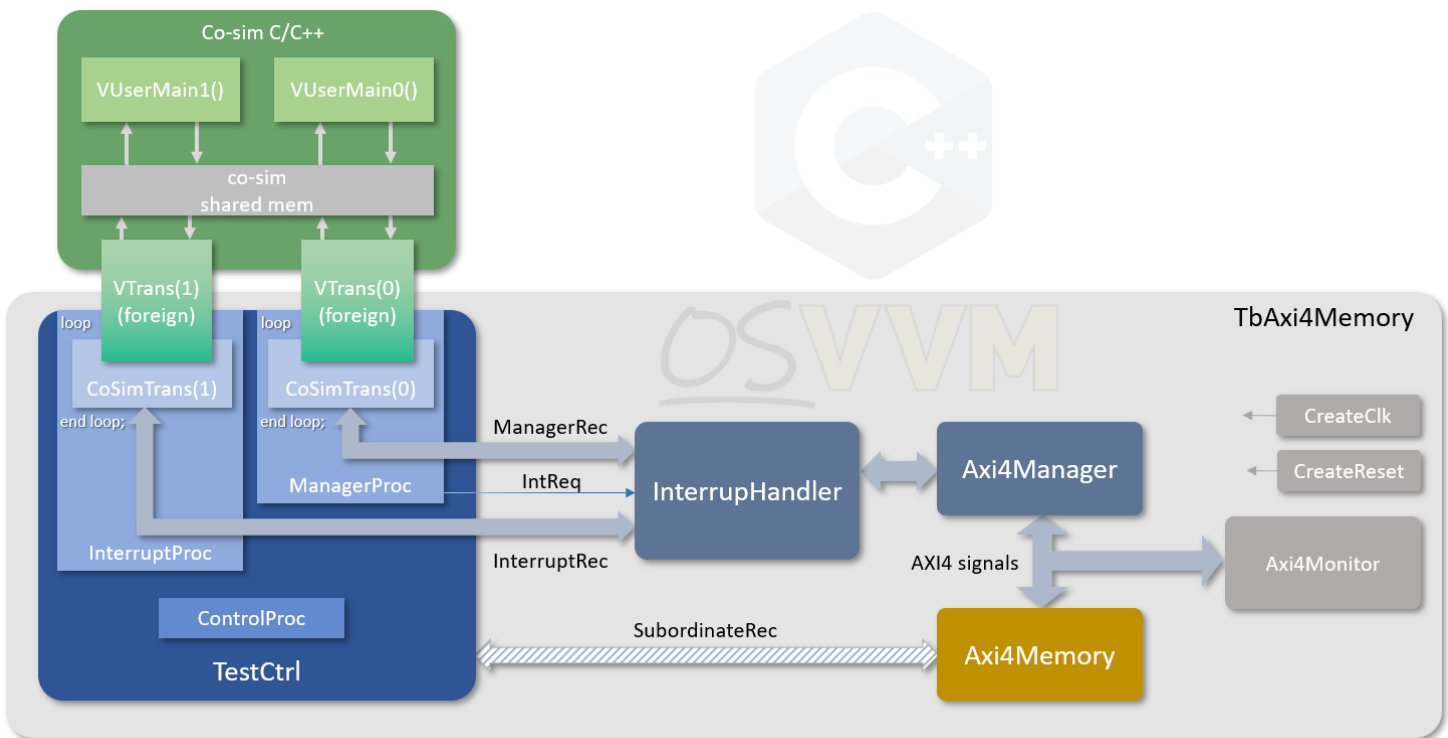 Co-sim C/C++
VUserMain1()
VUserMain0()
co-sim
shared mem
VTrans(1)
(foreign)
VTrans(0)
(foreign)
loop
loop
CoSimTrans(1)
CoSimTrans(0)
end loop;
end loop;
ManagerProc
InterruptProc
ControlProc
TestCtrl
ManagerRec
IntReq
InterruptRec
SubordinateRec
InterrupHandler
Axi4Manager
AXI4 signals
Axi4Memory
TbAxi4Memory
CreateClk
CreateReset
Axi4Monitor
OSVVM
C++